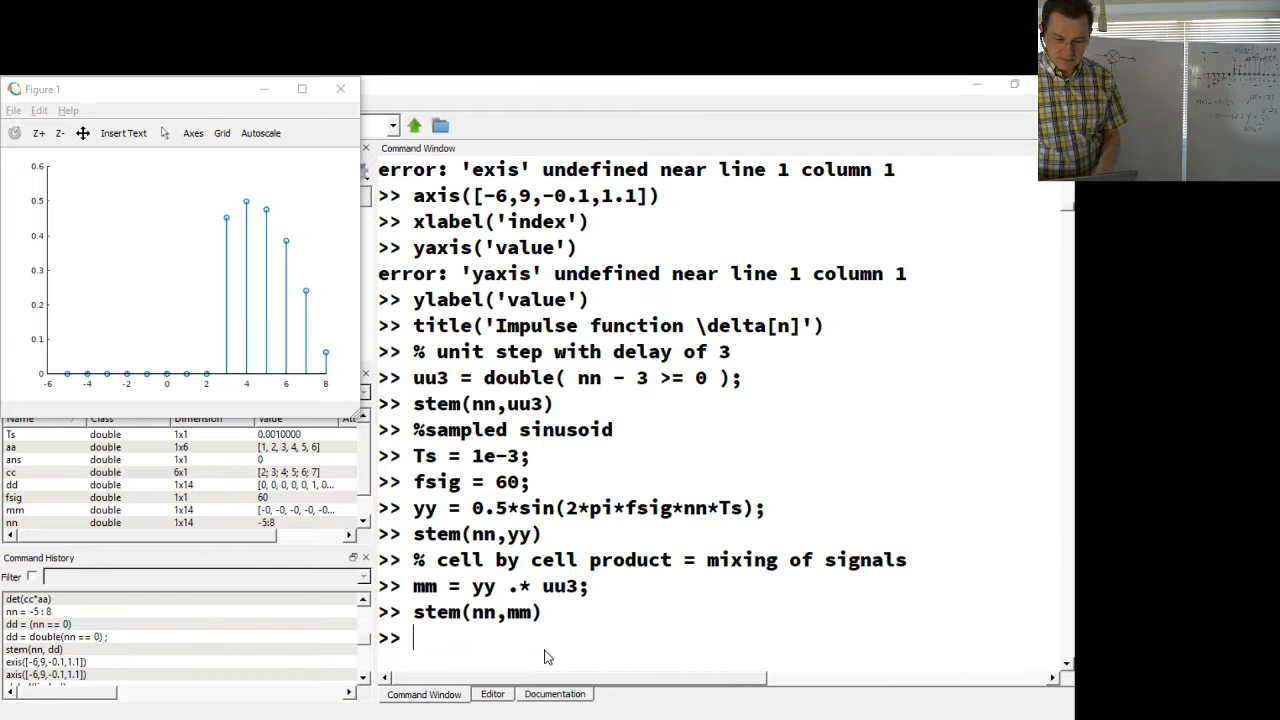 Figure 1
File Edit Help
Z+ Z- Insert Text Axes Grid Autoscale
0.6
0.5
0.4
0.3
0.2
0.1
0
-6 -4 -2 0 2 4 6 8
Name Class Dimension Value
Ts double 1x1 0.0010000
aa double 1x6 [1, 2, 3, 4, 5, 6]
ans double 1x1 0
cc double 6x1 [2; 3; 4; 5; 6; 7]
dd double 1x14 [0, 0, 0, 0, 0, 1, 0...
fsig double 1x1 60
mm double 1x14 [-0, -0, -0, -0, -0...
nn double 1x14 -5:8
Command History
Filter
det(cc*aa)
nn = -5 : 8
dd = (nn == 0)
dd = double(nn == 0) ;
stem(nn, dd)
exis([-6,9,-0.1,1.1])
axis([-6,9,-0.1,1.1])
Command Window
error: 'exis' undefined near line 1 column 1
>> axis([-6,9,-0.1,1.1])
>> xlabel('index')
>> yaxis('value')
error: 'yaxis' undefined near line 1 column 1
>> ylabel('value')
>> title('Impulse function \delta[n]')
>> % unit step with delay of 3
>> uu3 = double( nn - 3 >= 0 );
>> stem(nn,uu3)
>> %sampled sinusoid
>> Ts = 1e-3;
>> fsig = 60;
>> yy = 0.5*sin(2*pi*fsig*nn*Ts);
>> stem(nn,yy)
>> % cell by cell product = mixing of signals
>> mm = yy .* uu3;
>> stem(nn,mm)
>>
Command Window Editor Documentation